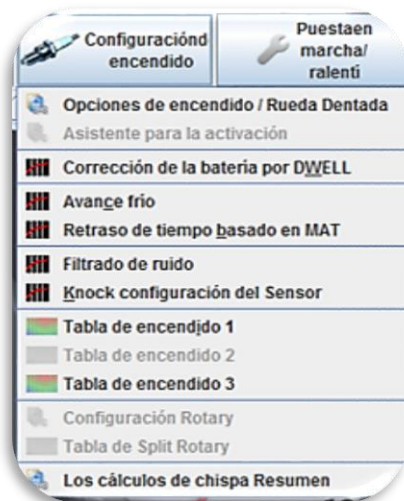 Configuraciónd
encendido
Puestaen
marcha/
ralentí
Opciones de encendido / Rueda Dentada
Asistente para la activación
Corrección de la batería por DWELL
Avance frío
Retraso de tiempo basado en MAT
Filtrado de ruido
Knock configuración del Sensor
Tabla de encendido 1
Tabla de encendido 2
Tabla de encendido 3
Configuración Rotary
Tabla de Split Rotary
Los cálculos de chispa Resumen